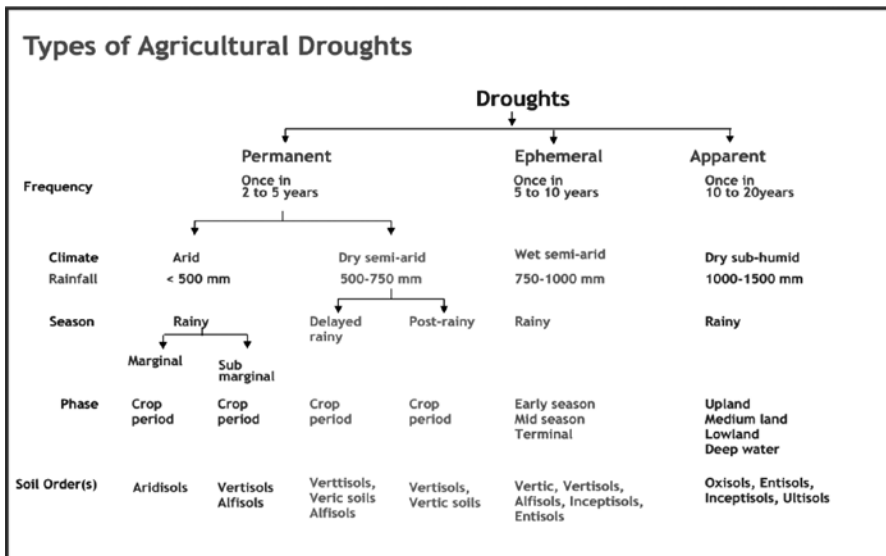 Types of Agricultural Droughts
Droughts
Permanent Ephemeral Apparent
Frequency Once in 2 to 5 years Once in 5 to 10 years Once in 10 to 20years
Climate Arid Dry semi-arid Wet semi-arid Dry sub-humid
Rainfall < 500 mm 500-750 mm 750-1000 mm 1000-1500 mm
Season Rainy Delayed rainy Post-rainy Rainy Rainy
Marginal Sub marginal
Phase Crop period Crop period Crop period Crop period Early season Upland
Mid season Medium land
Terminal Lowland
Deep water
Soil Order(s) Aridisols Vertisols Verttisols, Vertisols, Vertic, Vertisols, Oxisols, Entisols,
Alfisols Veric soils Vertic soils Alfisols, Inceptisols, Inceptisols, Ultisols
Alfisols Entisols